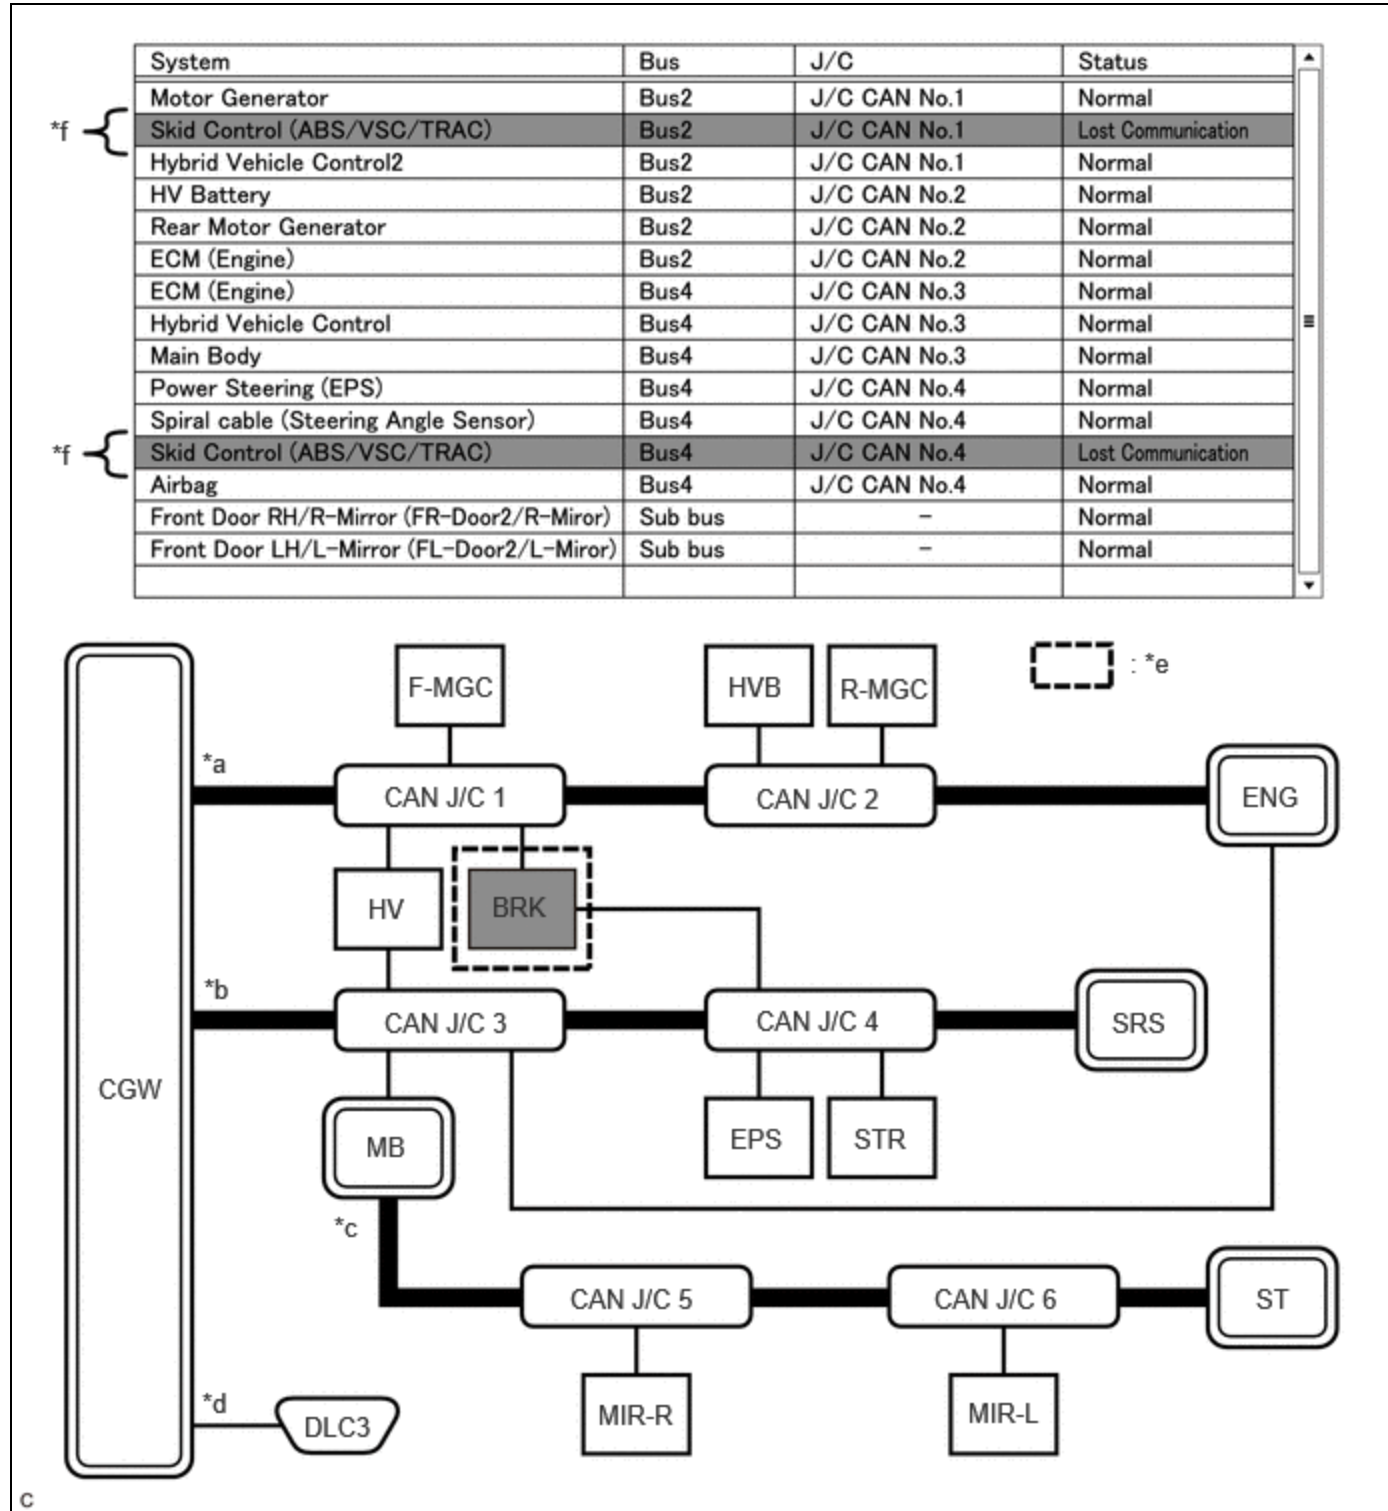 System Bus J/C Status
Motor Generator Bus2 J/C CAN No.1 Normal
*f Skid Control (ABS/VSC/TRAC) Bus2 J/C CAN No.1 Lost Communication
Hybrid Vehicle Control2 Bus2 J/C CAN No.1 Normal
HV Battery Bus2 J/C CAN No.2 Normal
Rear Motor Generator Bus2 J/C CAN No.2 Normal
ECM (Engine) Bus2 J/C CAN No.2 Normal
ECM (Engine) Bus4 J/C CAN No.3 Normal
Hybrid Vehicle Control Bus4 J/C CAN No.3 Normal
Main Body Bus4 J/C CAN No.3 Normal
Power Steering (EPS) Bus4 J/C CAN No.4 Normal
Spiral cable (Steering Angle Sensor) Bus4 J/C CAN No.4 Normal
*f Skid Control (ABS/VSC/TRAC) Bus4 J/C CAN No.4 Lost Communication
Airbag Bus4 J/C CAN No.4 Normal
Front Door RH/R-Mirror (FR-Door2/R-Miror) Sub bus - Normal
Front Door LH/L-Mirror (FL-Door2/L-Miror) Sub bus - Normal
: *e
F-MGC HVB R-MGC
*a
CAN J/C 1 CAN J/C 2 ENG
HV BRK
*b
CAN J/C 3 CAN J/C 4 SRS
CGW
MB EPS STR
*c
CAN J/C 5 CAN J/C 6 ST
*d
DLC3 MIR-R MIR-L
c